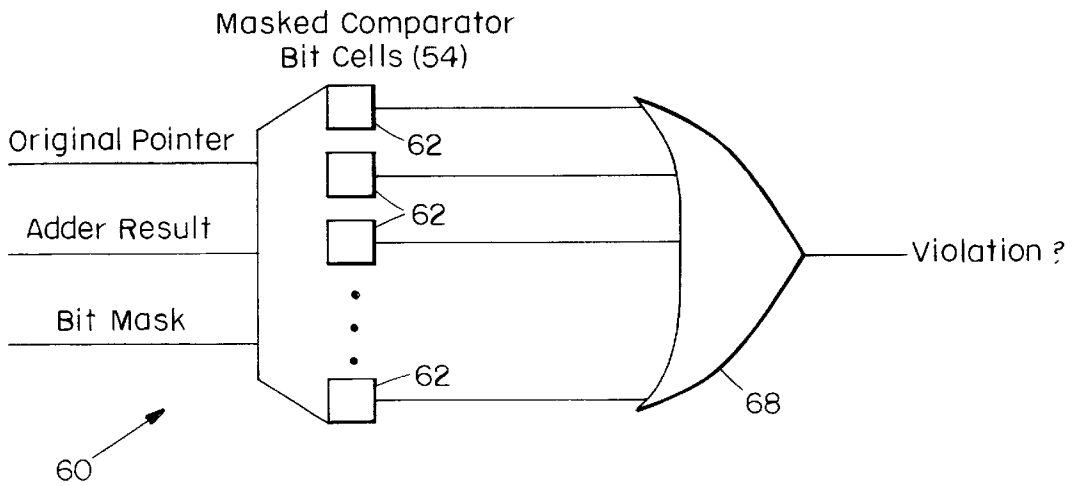 Masked Comparator
Bit Cells (54)
Original Pointer
62
62
Adder Result
Violation ?
Bit Mask
62
68
60